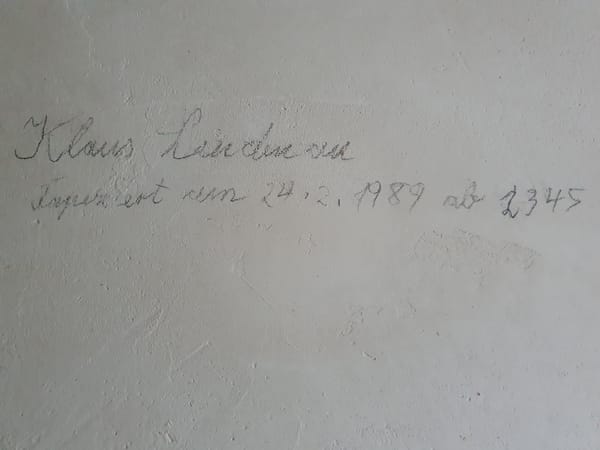 Klaus Lindenau
Tapeziert am 24.2.1989 ab 2345